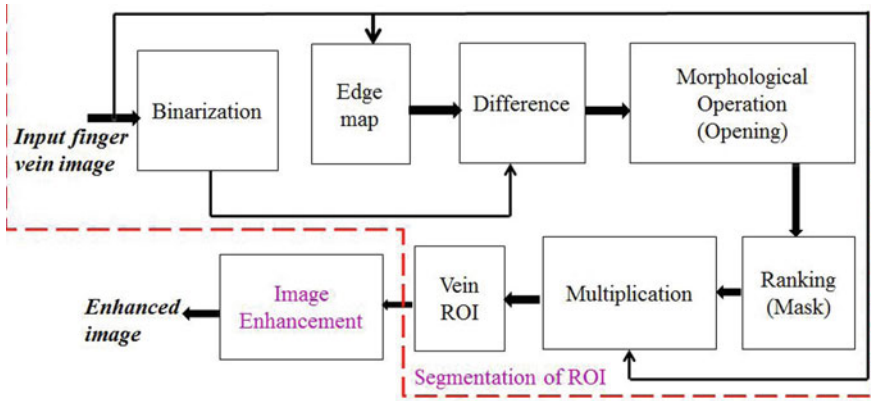 Input finger
vein image
Binarization
Edge
map
Difference
Morphological
Operation
(Opening)
Ranking
(Mask)
Multiplication
Vein
ROI
Image
Enhancement
Enhanced
image
Segmentation of ROI